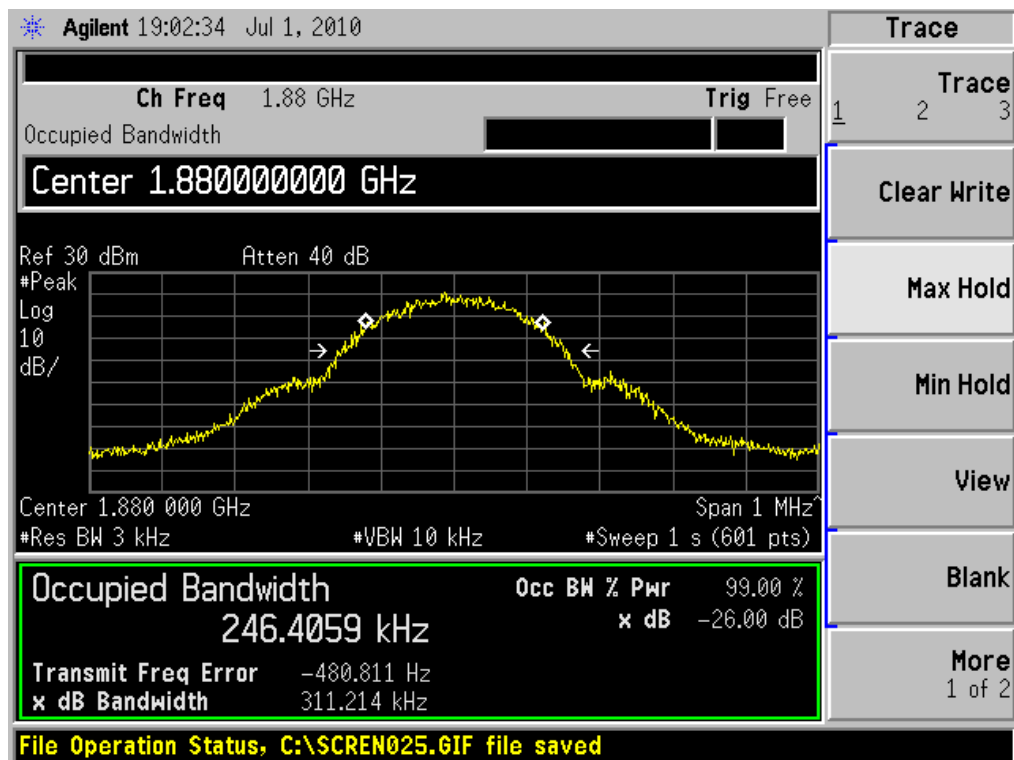 Agilent 19:02:34 Jul 1, 2010
Trace
Ch Freq 1.88 GHz Trig Free
Occupied Bandwidth
Center 1.880000000 GHz
Ref 30 dBm Atten 40 dB
#Peak
Log
10
dB/
Center 1.880 000 GHz Span 1 MHz^
#Res BW 3 kHz #VBW 10 kHz #Sweep 1 s (601 pts)
Occupied Bandwidth
246.4059 kHz
Occ BW % Pwr 99.00 %
x dB -26.00 dB
Transmit Freq Error -480.811 Hz
x dB Bandwidth 311.214 kHz
File Operation Status, C:\SCREN025.GIF file saved
Trace
1 2 3
Clear Write
Max Hold
Min Hold
View
Blank
More
1 of 2